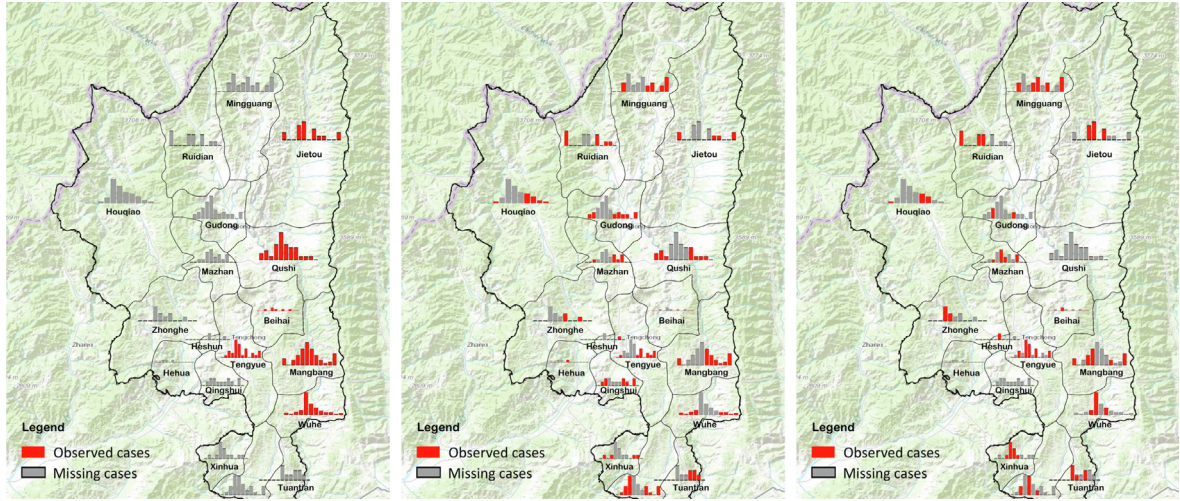 Mingguang
Ruidian
Jietou
Houqiao
Gudong
Mazhan
Qushi
Beihai
Zhonghe
Heshun
Tengchong
Tengyue
Mangbang
Hehua
Qingshui
Wuhe
Legend
Observed cases
Missing cases
Xinhua
Tuantian
Mingguang
Ruidian
Jietou
Houqiao
Gudong
Mazhan
Qushi
Beihai
Zhonghe
Heshun
Tengchong
Tengyue
Mangbang
Hehua
Qingshui
Wuhe
Legend
Observed cases
Missing cases
Xinhua
Tuantian
Mingguang
Ruidian
Jietou
Houqiao
Gudong
Mazhan
Qushi
Beihai
Zhonghe
Heshun
Tengchong
Tengyue
Mangbang
Hehua
Qingshui
Wuhe
Legend
Observed cases
Missing cases
Xinhua
Tuantian